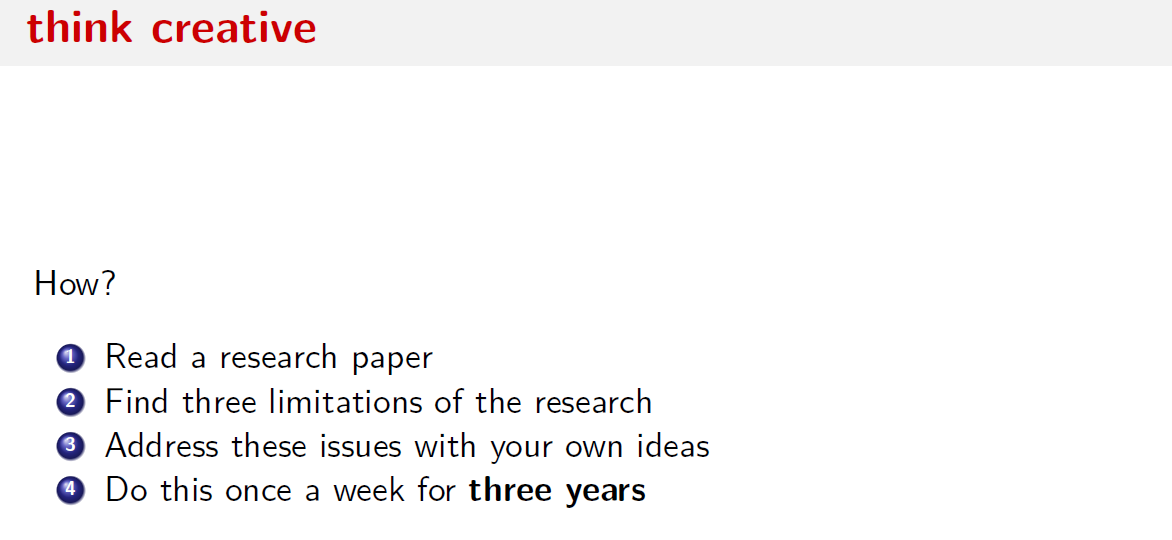 think creative
How?
1 Read a research paper
2 Find three limitations of the research
3 Address these issues with your own ideas
4 Do this once a week for three years